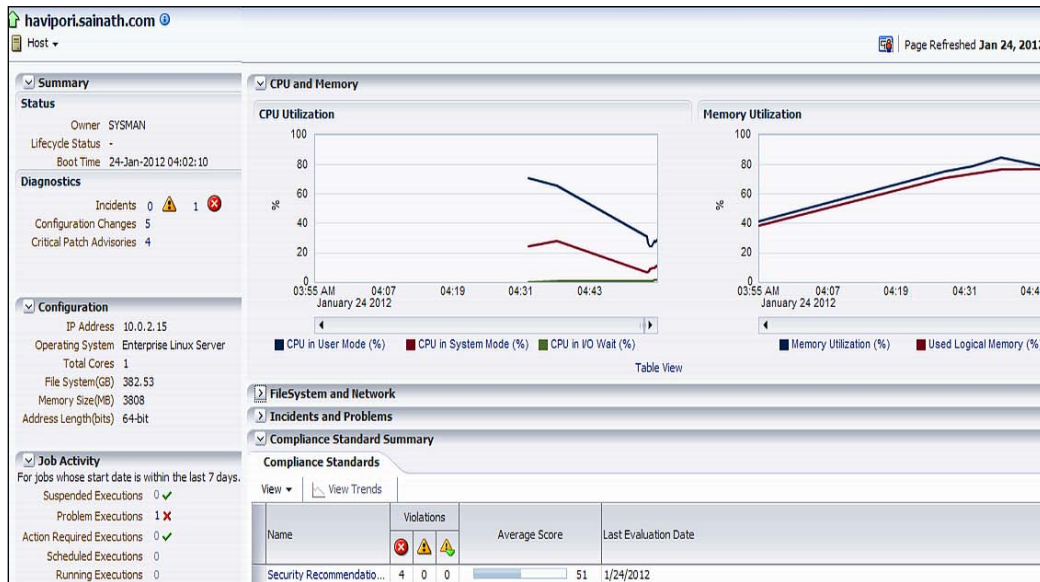 havipori.sainath.com
Host
Page Refreshed Jan 24, 2012
Summary
Status
Owner SYSMAN
Lifecycle Status -
Boot Time 24-Jan-2012 04:02:10
Diagnostics
Incidents 0 1
Configuration Changes 5
Critical Patch Advisories 4
Configuration
IP Address 10.0.2.15
Operating System Enterprise Linux Server
Total Cores 1
File System(GB) 382.53
Memory Size(MB) 3808
Address Length(bits) 64-bit
Job Activity
For jobs whose start date is within the last 7 days.
Suspended Executions 0
Problem Executions 1
Action Required Executions 0
Scheduled Executions 0
Running Executions 0
CPU and Memory
CPU Utilization
100
80
60
40
20
0
%
03:55 AM 04:07 04:19 04:31 04:43
January 24 2012
CPU in User Mode (%) CPU in System Mode (%) CPU in I/O Wait (%)
Memory Utilization
100
80
60
40
20
0
%
03:55 AM 04:07 04:19 04:31 04:4
January 24 2012
Memory Utilization (%) Used Logical Memory (%)
Table View
FileSystem and Network
Incidents and Problems
Compliance Standard Summary
Compliance Standards
View View Trends
Name Violations Average Score Last Evaluation Date
Security Recommendatio... 4 0 0 51 1/24/2012